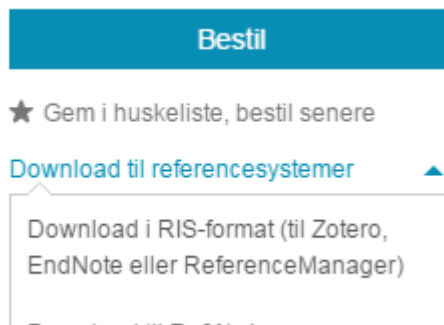 Bestil
Gem i huskeliste, bestil senere
Download til referencesystemer
Download i RIS-format (til Zotero,
EndNote eller ReferenceManager)